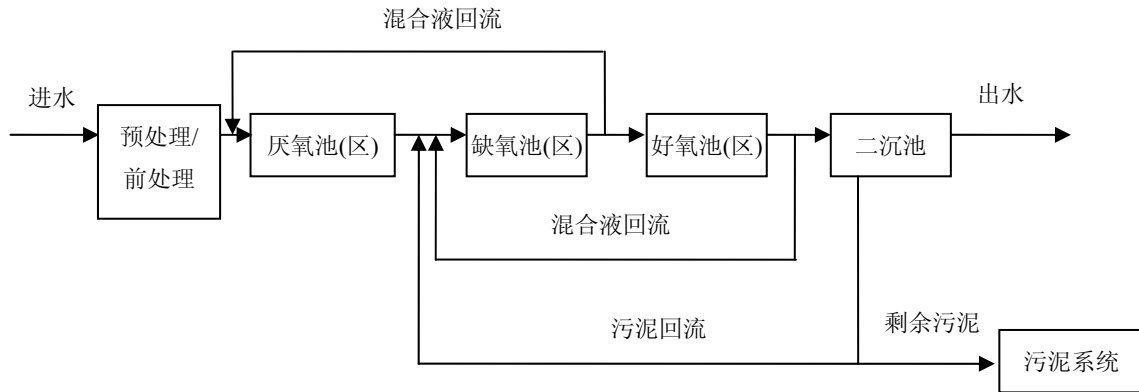 混合液回流
进水
出水
预处理/
前处理
厌氧池(区)
缺氧池(区)
好氧池(区)
二沉池
混合液回流
污泥回流
剩余污泥
污泥系统